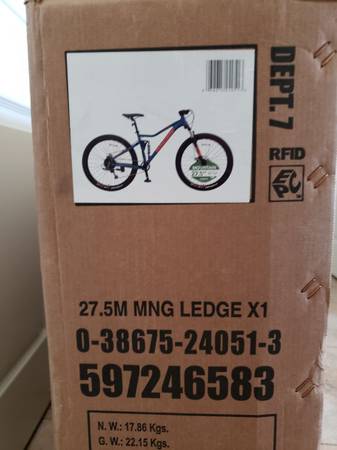 DEPT. 7
RFID
EPC
27.5M MNG LEDGE X1
0-38675-24051-3
597246583
N. W.: 17.86 Kgs.
G. W.: 22.15 Kgs.